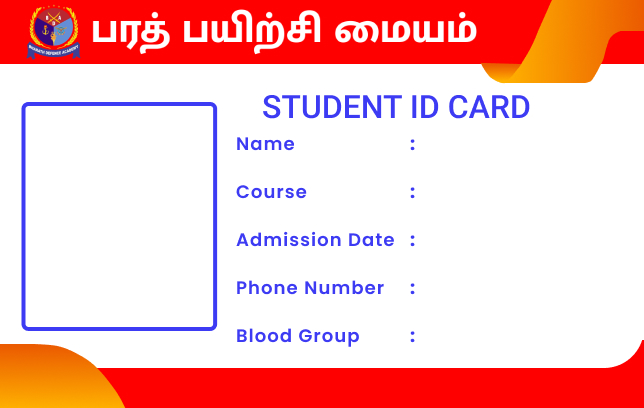 பரத் பயிற்சி மையம்
BHARATH DEFENCE ACADEMY
STUDENT ID CARD
Name :
Course :
Admission Date :
Phone Number :
Blood Group :